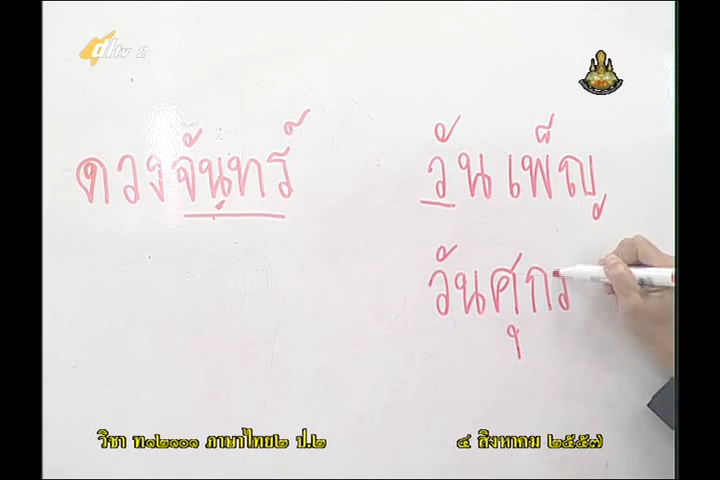 dltv 2
ดวงจันทร์ วันเพ็ญ
วันศุกร
วิชา ท๑๒๑๐๑ ภาษาไทย๒ ป.๒ ๔ สิงหาคม ๒๕๕๗